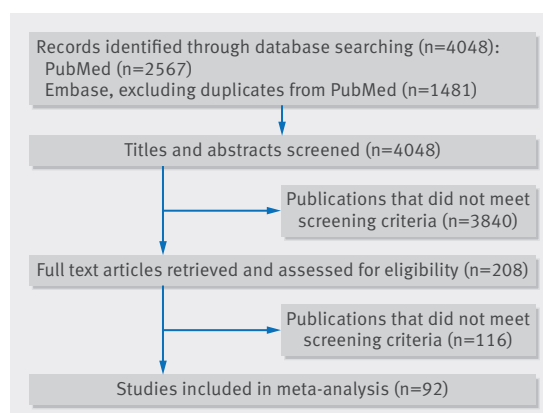 Records identified through database searching (n=4048):
PubMed (n=2567)
Embase, excluding duplicates from PubMed (n=1481)
Titles and abstracts screened (n=4048)
Publications that did not meet
screening criteria (n=3840)
Full text articles retrieved and assessed for eligibility (n=208)
Publications that did not meet
screening criteria (n=116)
Studies included in meta-analysis (n=92)